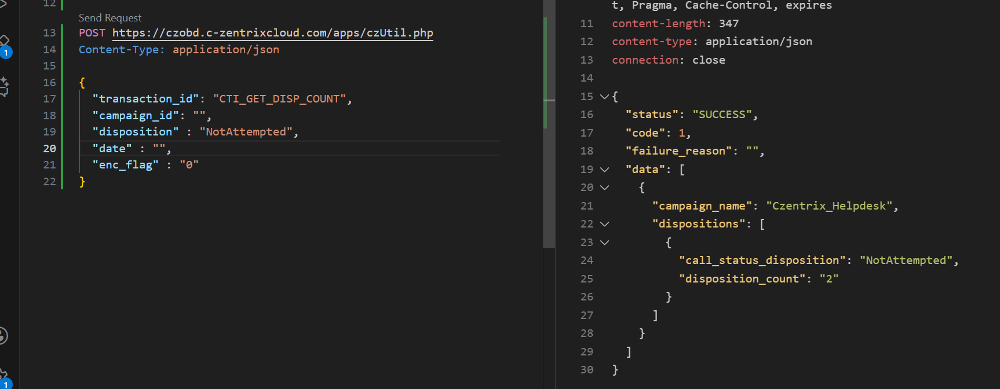 12
Send Request
13 POST https://czobd.c-zentrixcloud.com/apps/czUtil.php
14 Content-Type: application/json
15
16 {
17 "transaction_id": "CTI_GET_DISP_COUNT",
18 "campaign_id": "",
19 "disposition" : "NotAttempted",
20 "date" : "",
21 "enc_flag" : "0"
22 }
1
1
t, Pragma, Cache-Control, expires
11 content-length: 347
12 content-type: application/json
13 connection: close
14
15 {
16 "status": "SUCCESS",
17 "code": 1,
18 "failure_reason": "",
19 "data": [
20 {
21 "campaign_name": "Czentrix_Helpdesk",
22 "dispositions": [
23 {
24 "call_status_disposition": "NotAttempted",
25 "disposition_count": "2"
26 }
27 ]
28 }
29 ]
30 }